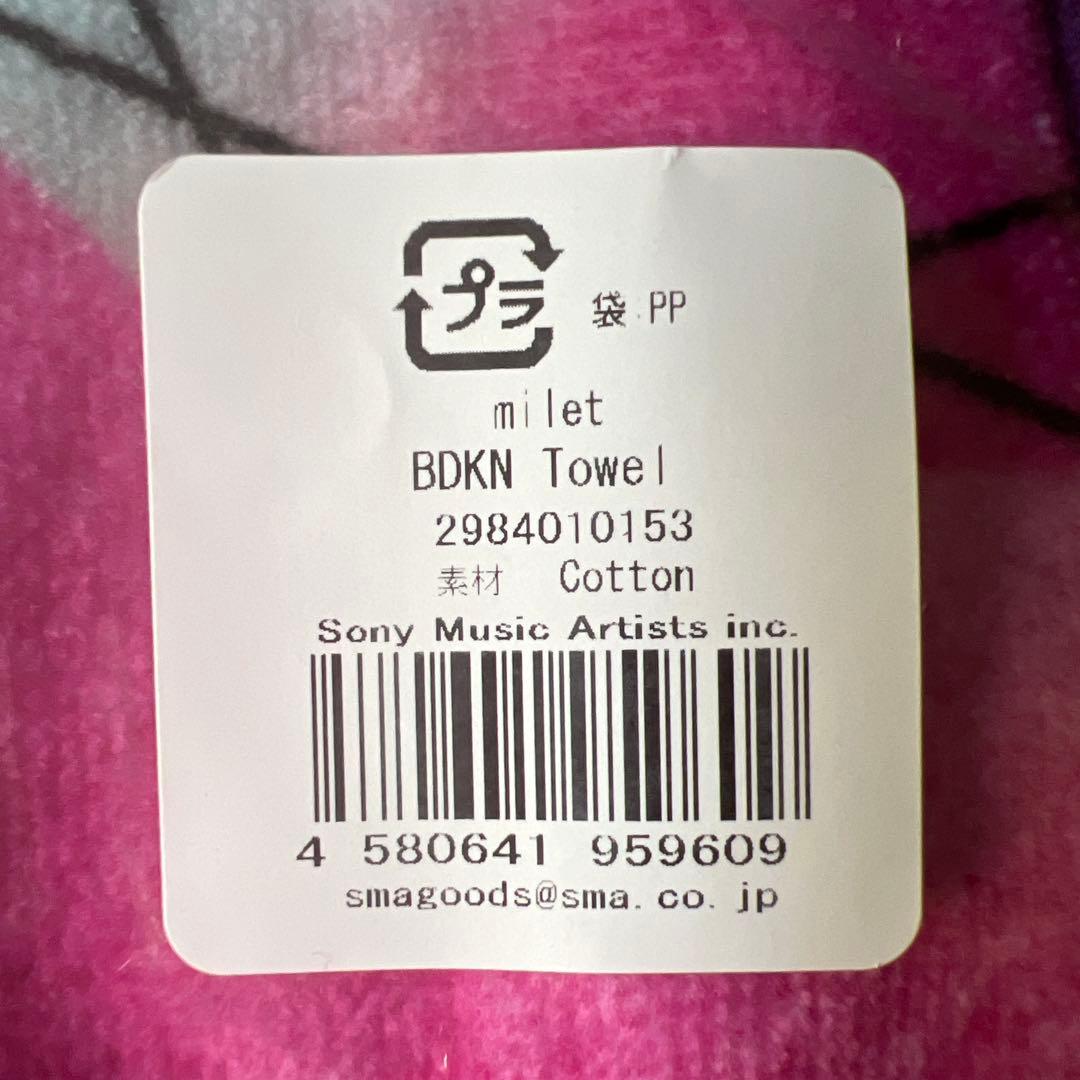 プラ 袋:PP
milet
BDKN Towel
2984010153
素材 Cotton
Sony Music Artists inc.
4 580641 959609
smagoods@sma.co.jp